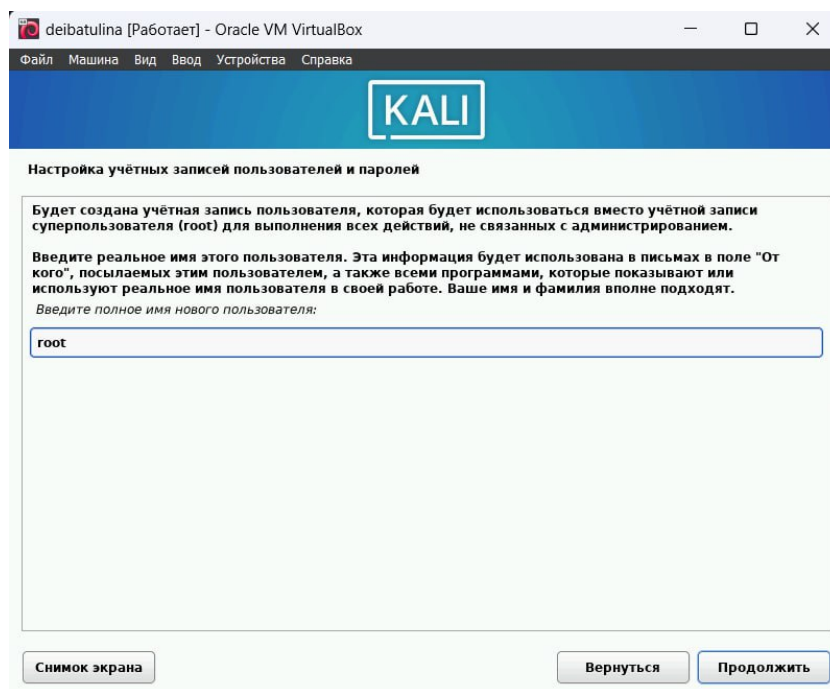 deibatulina [Работает] - Oracle VM VirtualBox
Файл Машина Вид Ввод Устройства Справка
KALI
Настройка учётных записей пользователей и паролей
Будет создана учётная запись пользователя, которая будет использоваться вместо учётной записи
суперпользователя (root) для выполнения всех действий, не связанных с администрированием.
Введите реальное имя этого пользователя. Эта информация будет использована в письмах в поле "От
кого", посылаемых этим пользователем, а также всеми программами, которые показывают или
используют реальное имя пользователя в своей работе. Ваше имя и фамилия вполне подходят.
Введите полное имя нового пользователя:
root
Снимок экрана Вернуться Продолжить